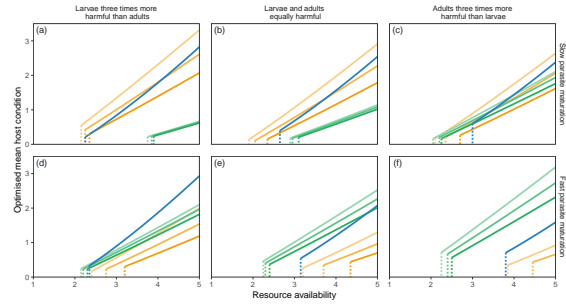 Larvae three times more
harmful than adults
Larvae and adults
equally harmful
Adults three times more
harmful than larvae
(a)
(b)
(c)
3
2
1
0
Slow parasite maturation
Optimised mean host condition
(d)
(e)
(f)
3
2
1
0
Fast parasite maturation
1 2 3 4 5 1 2 3 4 5 1 2 3 4 5
Resource availability